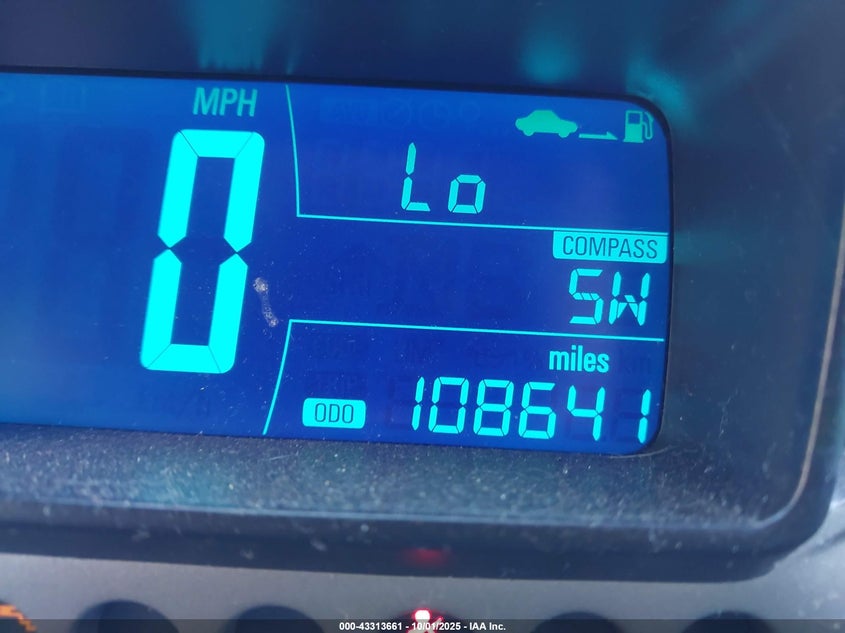 MPH
0
Lo
COMPASS
SW
miles
ODO 108641
000-43313661 - 10/01/2025 - IAA Inc.